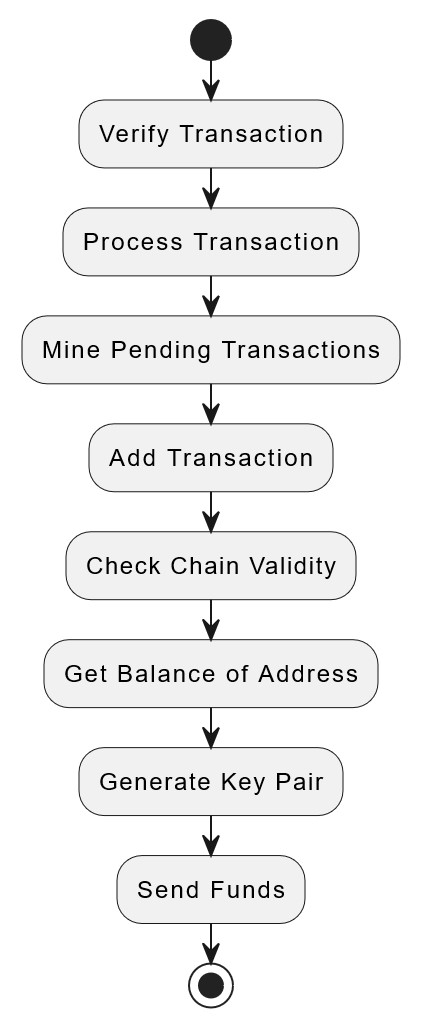 Verify Transaction
Process Transaction
Mine Pending Transactions
Add Transaction
Check Chain Validity
Get Balance of Address
Generate Key Pair
Send Funds